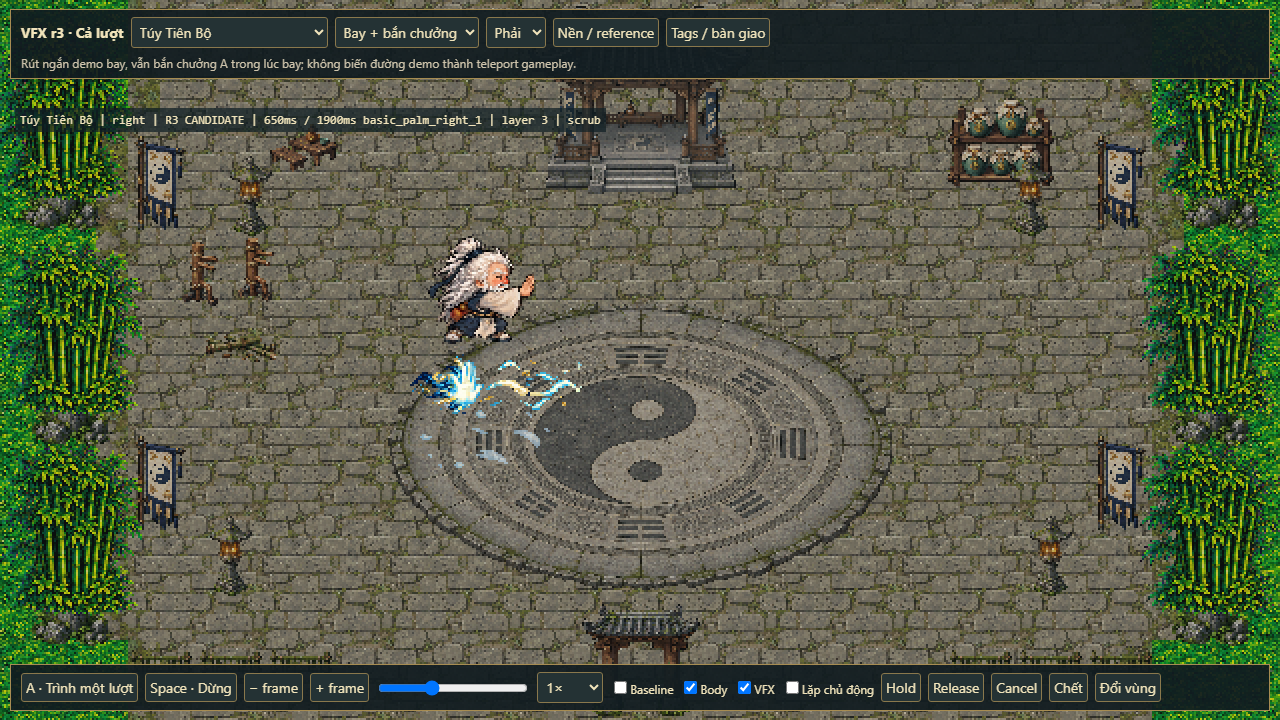 VFX r3 · Cả lượt Túy Tiên Bộ Bay + bắn chưởng Phải Nền / reference Tags / bàn giao
Rút ngắn demo bay, vẫn bắn chưởng A trong lúc bay; không biến đường demo thành teleport gameplay.
Túy Tiên Bộ | right | R3 CANDIDATE | 650ms / 1900ms basic_palm_right_1 | layer 3 | scrub
A · Trình một lượt Space · Dừng − frame + frame 1× Baseline Body VFX Lặp chủ động Hold Release Cancel Chết Đổi vùng